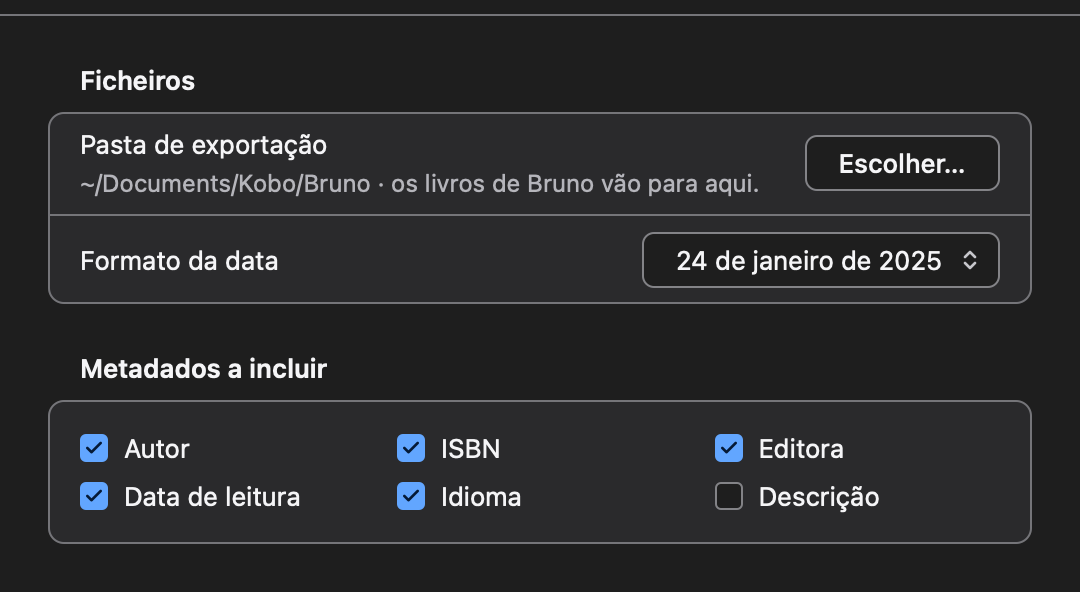 Ficheiros
Pasta de exportação
~/Documents/Kobo/Bruno · os livros de Bruno vão para aqui.
Escolher...
Formato da data
24 de janeiro de 2025
Metadados a incluir
Autor
ISBN
Editora
Data de leitura
Idioma
Descrição